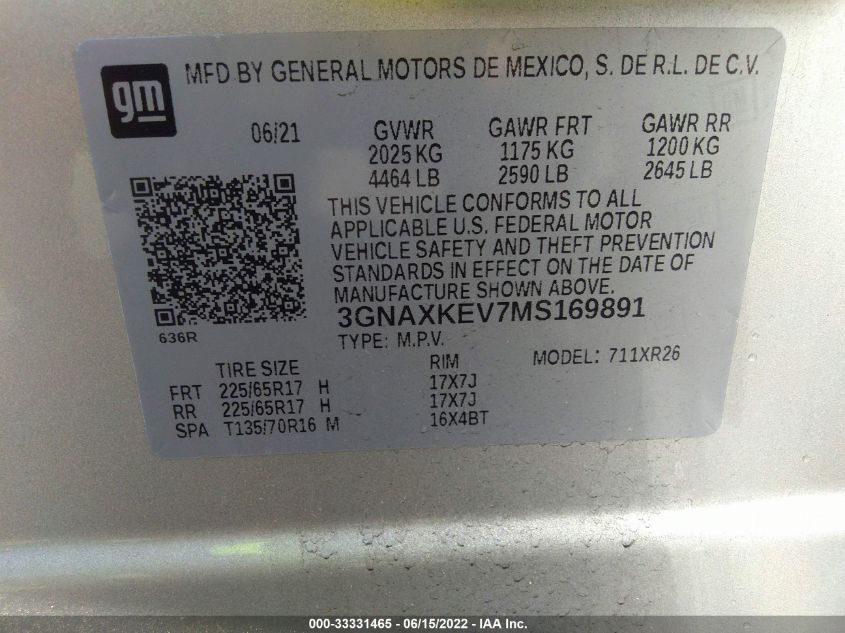 gm
MFD BY GENERAL MOTORS DE MEXICO, S. DE R.L. DE C.V.
06/21 GVWR GAWR FRT GAWR RR
2025 KG 1175 KG 1200 KG
4464 LB 2590 LB 2645 LB
THIS VEHICLE CONFORMS TO ALL
APPLICABLE U.S. FEDERAL MOTOR
VEHICLE SAFETY AND THEFT PREVENTION
STANDARDS IN EFFECT ON THE DATE OF
MANUFACTURE SHOWN ABOVE.
3GNAXKEV7MS169891
636R
TYPE: M.P.V. MODEL: 711XR26
TIRE SIZE RIM
FRT 225/65R17 H 17X7J
RR 225/65R17 H 17X7J
SPA T135/70R16 M 16X4BT
000-33331465 - 06/15/2022 - IAA Inc.